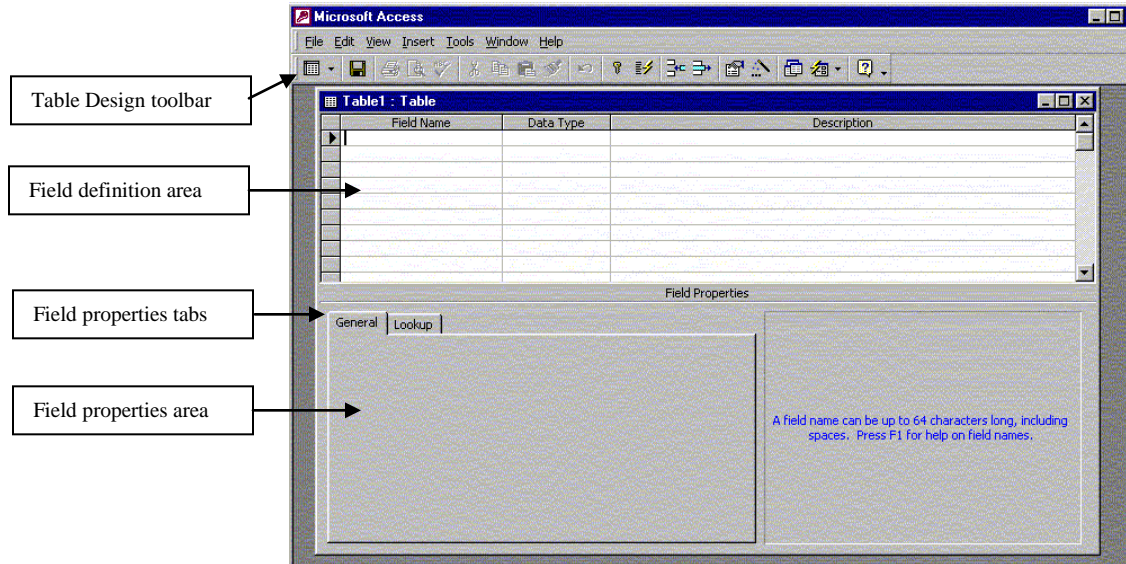 Microsoft Access
File Edit View Insert Tools Window Help
Table Design toolbar
Table1 : Table
Field Name Data Type Description
Field definition area
Field Properties
Field properties tabs
General Lookup
Field properties area
A field name can be up to 64 characters long, including
spaces. Press F1 for help on field names.